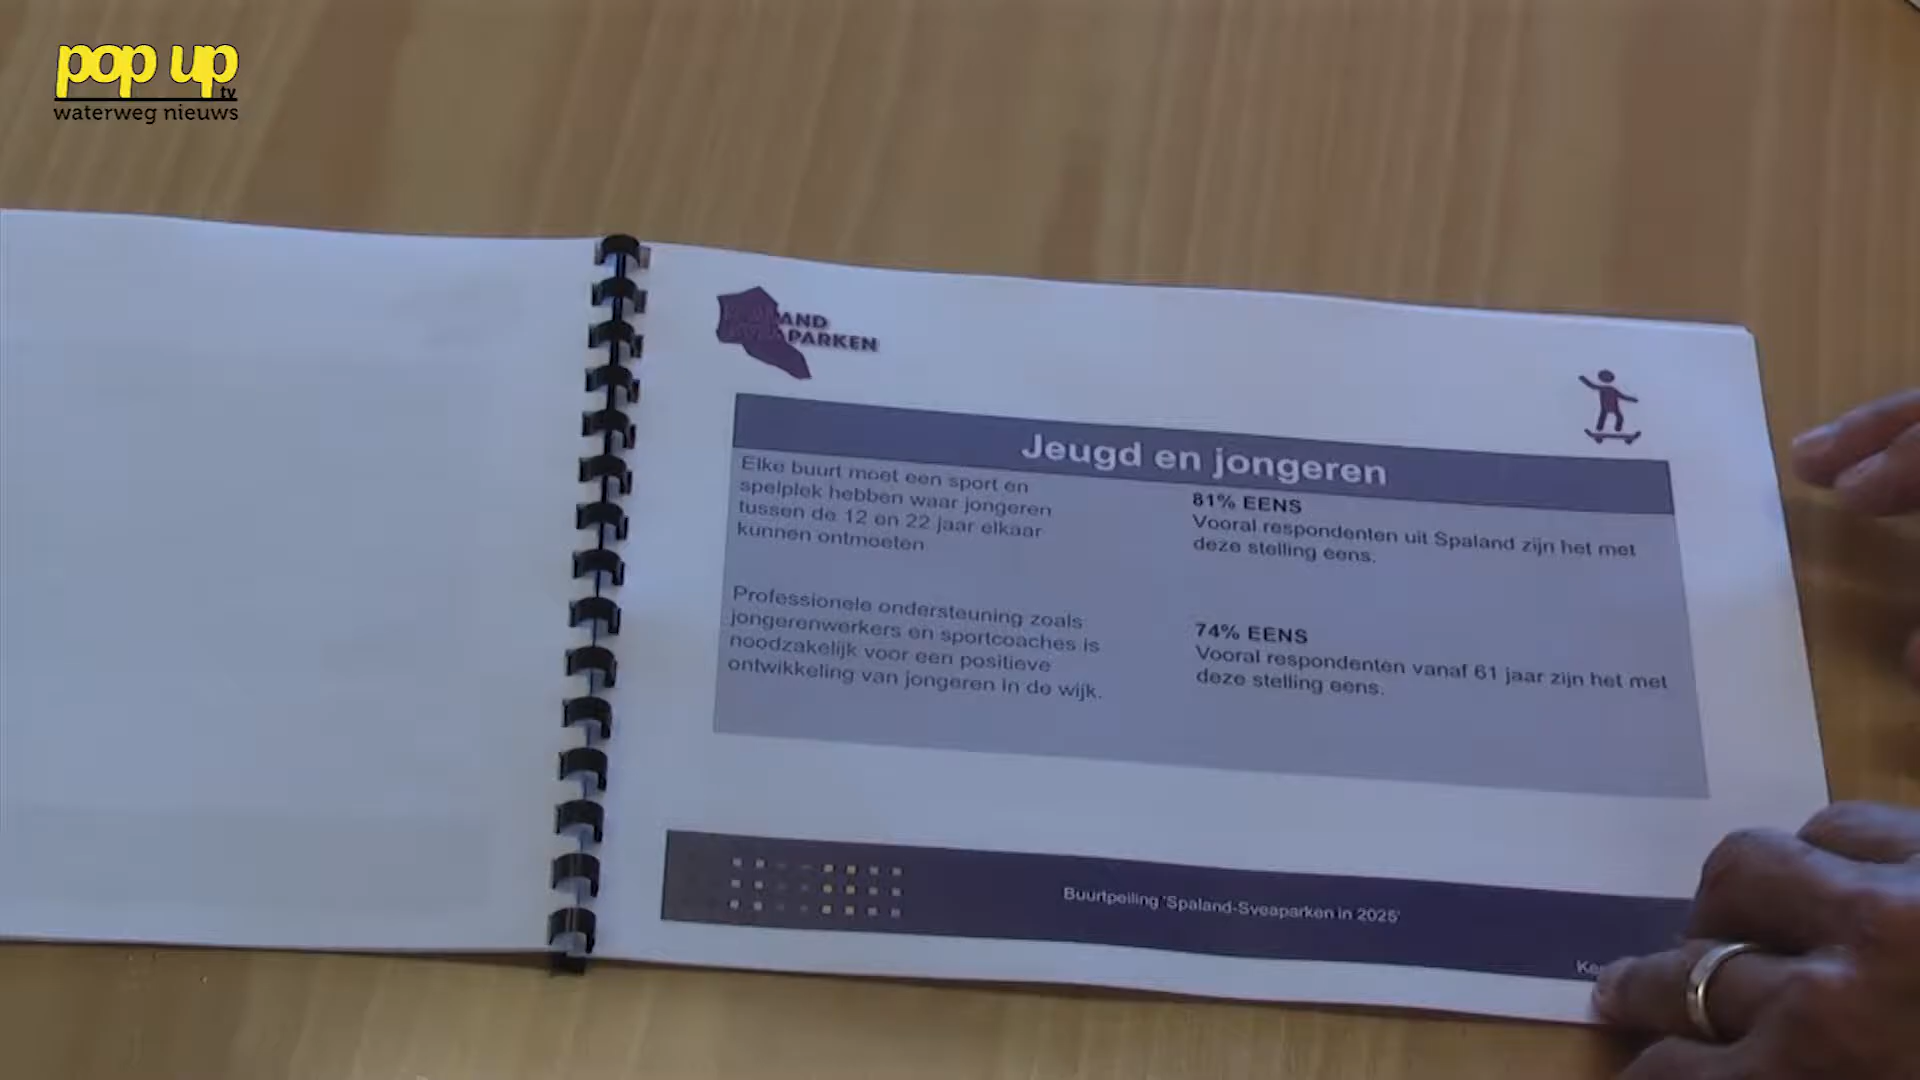 pop up
tv
waterweg nieuws
AND
PARKEN
Jeugd en jongeren
Elke buurt moet een sport en
spelplek hebben waar jongeren
tussen de 12 en 22 jaar elkaar
kunnen ontmoeten
81% EENS
Vooral respondenten uit Spaland zijn het met
deze stelling eens.
Professionele ondersteuning zoals
jongerenwerkers en sportcoaches is
noodzakelijk voor een positieve
ontwikkeling van jongeren in de wijk.
74% EENS
Vooral respondenten vanaf 61 jaar zijn het met
deze stelling eens.
Buurtpeiling 'Spaland-Sveaparken in 2025'